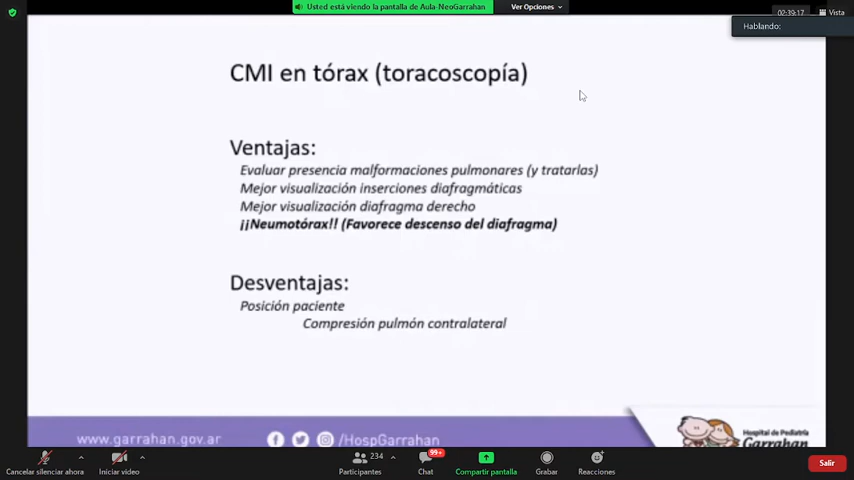 Usted está viendo la pantalla de Aula-NeoGarrahan
Ver Opciones
02:39:17
Vista
Hablando:
CMI en tórax (toracoscopía)
Ventajas:
Evaluar presencia malformaciones pulmonares (y tratarlas)
Mejor visualización inserciones diafragmáticas
Mejor visualización diafragma derecho
¡¡Neumotórax!! (Favorece descenso del diafragma)
Desventajas:
Posición paciente
Compresión pulmón contralateral
www.garrahan.gov.ar
/HospGarrahan
Hospital de Pediatría
Garrahan
234
99+
Cancelar silenciar ahora
Iniciar video
Participantes
Chat
Compartir pantalla
Grabar
Reacciones
Salir